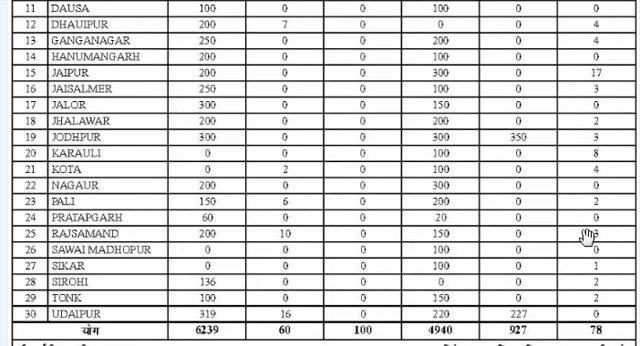 11 DAUSA 100 0 0 100 0 0
12 DHAUIPUR 200 7 0 0 0 4
13 GANGANAGAR 250 0 0 200 0 4
14 HANUMANGARH 200 0 0 100 0 0
15 JAIPUR 200 0 0 300 0 17
16 JAISALMER 250 0 0 100 0 3
17 JALOR 300 0 0 150 0 0
18 JHALAWAR 200 0 0 200 0 2
19 JODHPUR 300 0 0 300 350 3
20 KARAULI 0 0 0 100 0 8
21 KOTA 0 2 0 100 0 4
22 NAGAUR 200 0 0 300 0 0
23 PALI 150 6 0 200 0 2
24 PRATAPGARH 60 0 0 20 0 0
25 RAJSAMAND 200 10 0 150 0
26 SAWAI MADHOPUR 0 0 0 100 0 0
27 SIKAR 0 0 0 100 0 1
28 SIROHI 136 0 0 0 0 2
29 TONK 100 0 0 150 0 2
30 UDAIPUR 319 16 0 220 227 0
योग 6239 60 100 4940 927 78